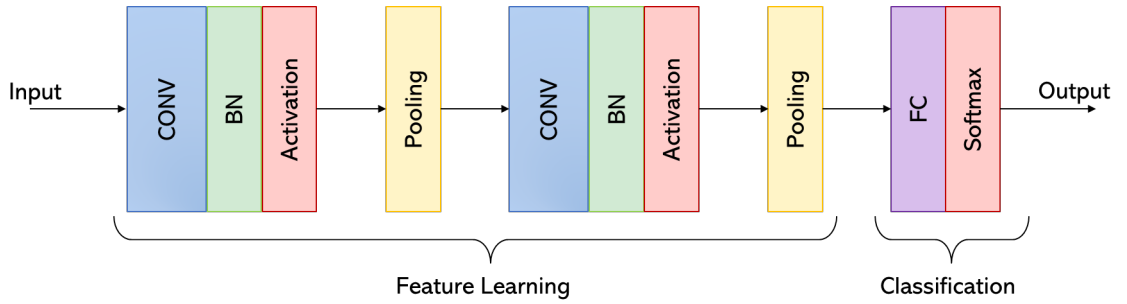 Input
CONV
BN
Activation
Pooling
CONV
BN
Activation
Pooling
FC
Softmax
Output
Feature Learning
Classification